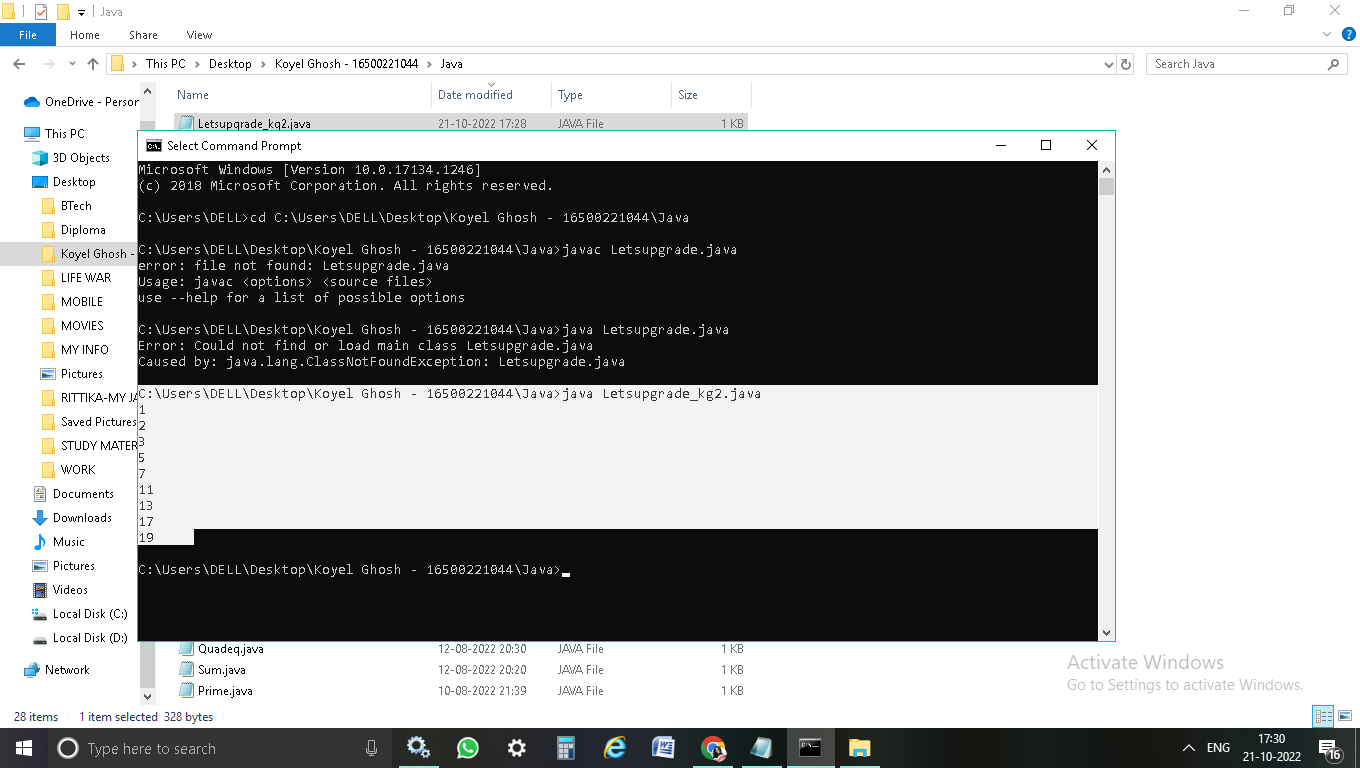 Java
File Home Share View
This PC > Desktop > Koyel Ghosh - 16500221044 > Java
Search Java
Name Date modified Type Size
OneDrive - Person
This PC
3D Objects
Desktop
BTech
Diploma
Koyel Ghosh -
LIFE WAR
MOBILE
MOVIES
MY INFO
Pictures
RITTIKA-MY JA
Saved Pictures
STUDY MATER
WORK
Documents
Downloads
Music
Pictures
Videos
Local Disk (C:)
Local Disk (D:)
Network
Letsupgrade_kg2.java 21-10-2022 17:28 JAVA File 1 KB
Select Command Prompt
Microsoft Windows [Version 10.0.17134.1246]
(c) 2018 Microsoft Corporation. All rights reserved.
C:\Users\DELL>cd C:\Users\DELL\Desktop\Koyel Ghosh - 16500221044\Java
C:\Users\DELL\Desktop\Koyel Ghosh - 16500221044\Java>javac Letsupgrade.java
error: file not found: Letsupgrade.java
Usage: javac <options> <source files>
use --help for a list of possible options
C:\Users\DELL\Desktop\Koyel Ghosh - 16500221044\Java>java Letsupgrade.java
Error: Could not find or load main class Letsupgrade.java
Caused by: java.lang.ClassNotFoundException: Letsupgrade.java
C:\Users\DELL\Desktop\Koyel Ghosh - 16500221044\Java>java Letsupgrade_kg2.java
1
2
3
5
7
11
13
17
19
C:\Users\DELL\Desktop\Koyel Ghosh - 16500221044\Java>
Quadeq.java 12-08-2022 20:30 JAVA File 1 KB
Sum.java 12-08-2022 20:20 JAVA File 1 KB
Prime.java 10-08-2022 21:39 JAVA File 1 KB
Activate Windows
Go to Settings to activate Windows.
28 items 1 item selected 328 bytes
Type here to search
ENG
17:30
21-10-2022
16